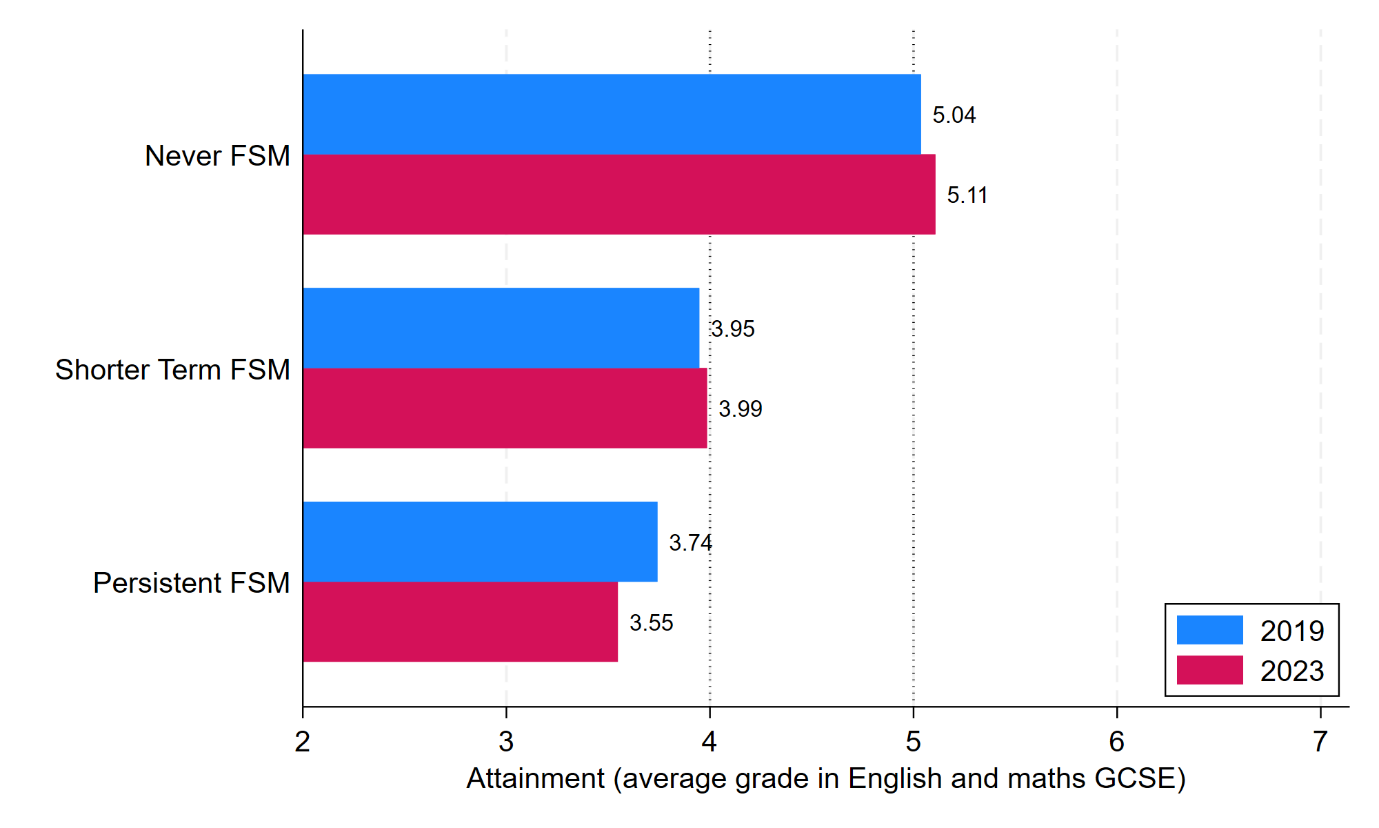 Never FSM
5.04
5.11
Shorter Term FSM
3.95
3.99
Persistent FSM
3.74
3.55
2019
2023
2 3 4 5 6 7
Attainment (average grade in English and maths GCSE)